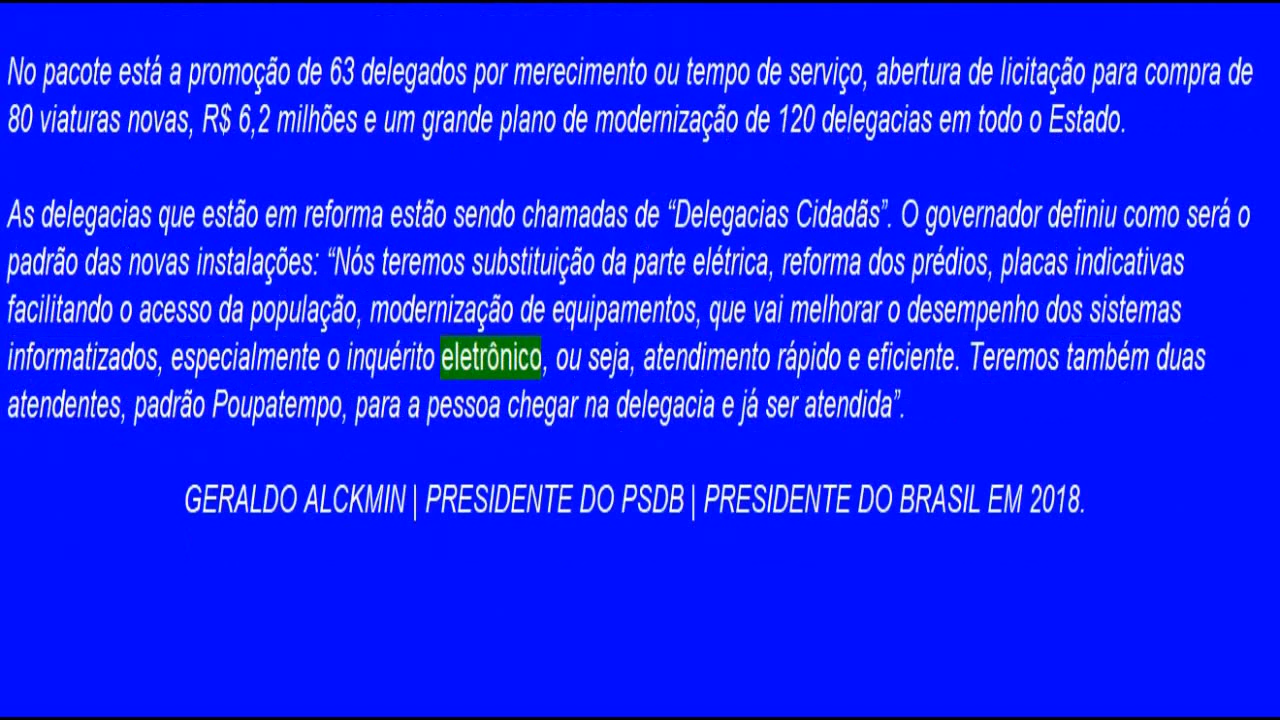 No pacote está a promoção de 63 delegados por merecimento ou tempo de serviço, abertura de licitação para compra de
80 viaturas novas, R$ 6,2 milhões e um grande plano de modernização de 120 delegacias em todo o Estado.
As delegacias que estão em reforma estão sendo chamadas de “Delegacias Cidadãs”. O governador definiu como será o
padrão das novas instalações: “Nós teremos substituição da parte elétrica, reforma dos prédios, placas indicativas
facilitando o acesso da população, modernização de equipamentos, que vai melhorar o desempenho dos sistemas
informatizados, especialmente o inquérito eletrônico, ou seja, atendimento rápido e eficiente. Teremos também duas
atendentes, padrão Poupatempo, para a pessoa chegar na delegacia e já ser atendida”.
GERALDO ALCKMIN | PRESIDENTE DO PSDB | PRESIDENTE DO BRASIL EM 2018.